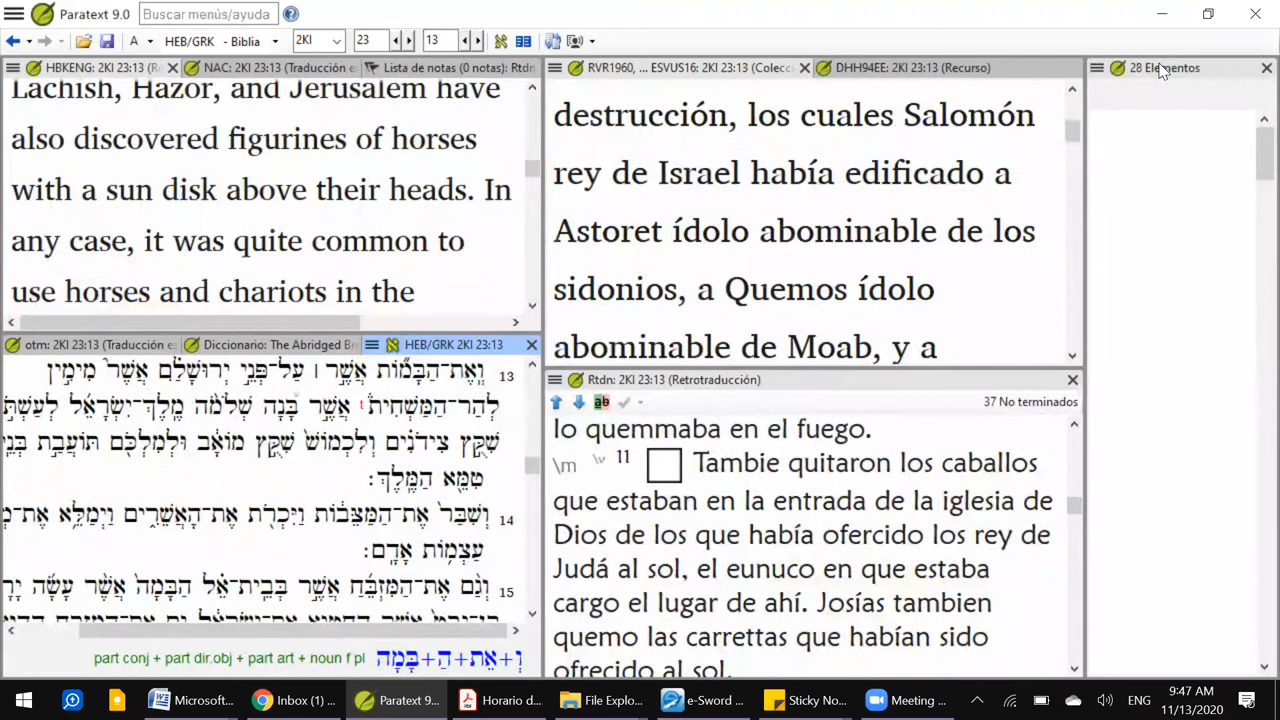 Paratext 9.0
Buscar menús/ayuda
A
HEB/GRK - Biblia
2KI
23
13
HBKENG: 2KI 23:13 (R
NAC: 2KI 23:13 (Traducción e
Lista de notas (0 notas): Rtdn
Lachish, Hazor, and Jerusalem have
also discovered figurines of horses
with a sun disk above their heads. In
any case, it was quite common to
use horses and chariots in the
RVR1960, ... ESVUS16: 2KI 23:13 (Colecc
DHH94EE: 2KI 23:13 (Recurso)
destrucción, los cuales Salomón
rey de Israel había edificado a
Astoret ídolo abominable de los
sidonios, a Quemos ídolo
abominable de Moab, y a
28 Elementos
otm: 2KI 23:13 (Traducción es
Diccionario: The Abridged Br
HEB/GRK 2KI 23:13
13 וְֽאֶת־הַבָּמ֞וֹת אֲשֶׁ֣ר ׀ עַל־פְּנֵ֣י יְרוּשָׁלִַ֗ם אֲשֶׁר֮ מִימִ֣ין
לְהַר־הַמַּשְׁחִית֒ t אֲשֶׁ֣ר בָּ֠נָה שְׁלֹמֹ֨ה מֶֽלֶךְ־יִשְׂרָאֵ֜ל לְעַשְׁתֹּ
שִׁקֻּ֣ץ צִידֹנִ֗ים וְלִכְמוֹשׁ֙ שִׁקֻּ֣ץ מוֹאָ֔ב וּלְמִלְכֹּ֖ם תּוֹעֲבַ֣ת בְּנֵֽי
טִמֵּ֖א הַמֶּֽלֶךְ׃
14 וְשִׁבַּר֙ אֶת־הַמַּצֵּב֔וֹת וַיִּכְרֹ֖ת אֶת־הָאֲשֵׁרִ֑ים וַיְמַלֵּ֥א אֶת־מְ
עַצְמ֥וֹת אָדָֽם׃
15 וְגַ֨ם אֶת־הַמִּזְבֵּ֜חַ אֲשֶׁ֣ר בְּבֵֽית־אֵ֗ל הַבָּמָה֙ אֲשֶׁ֨ר עָשָׂ֜ה יָרָ
part conj + part dir.obj + part art + noun f pl וְ+אֵת+הַ+בָּמָה
Rtdn: 2KI 23:13 (Retrotraducción)
37 No terminados
lo quemmaba en el fuego.
\m \v 11 Tambie quitaron los caballos
que estaban en la entrada de la iglesia de
Dios de los que había ofercido los rey de
Judá al sol, el eunuco en que estaba
cargo el lugar de ahí. Josías tambien
quemo las carrettas que habían sido
ofrecido al sol.
Microsoft...
Inbox (1) ...
Paratext 9...
Horario d...
File Explo...
e-Sword ...
Sticky No...
Meeting ...
ENG
9:47 AM
11/13/2020